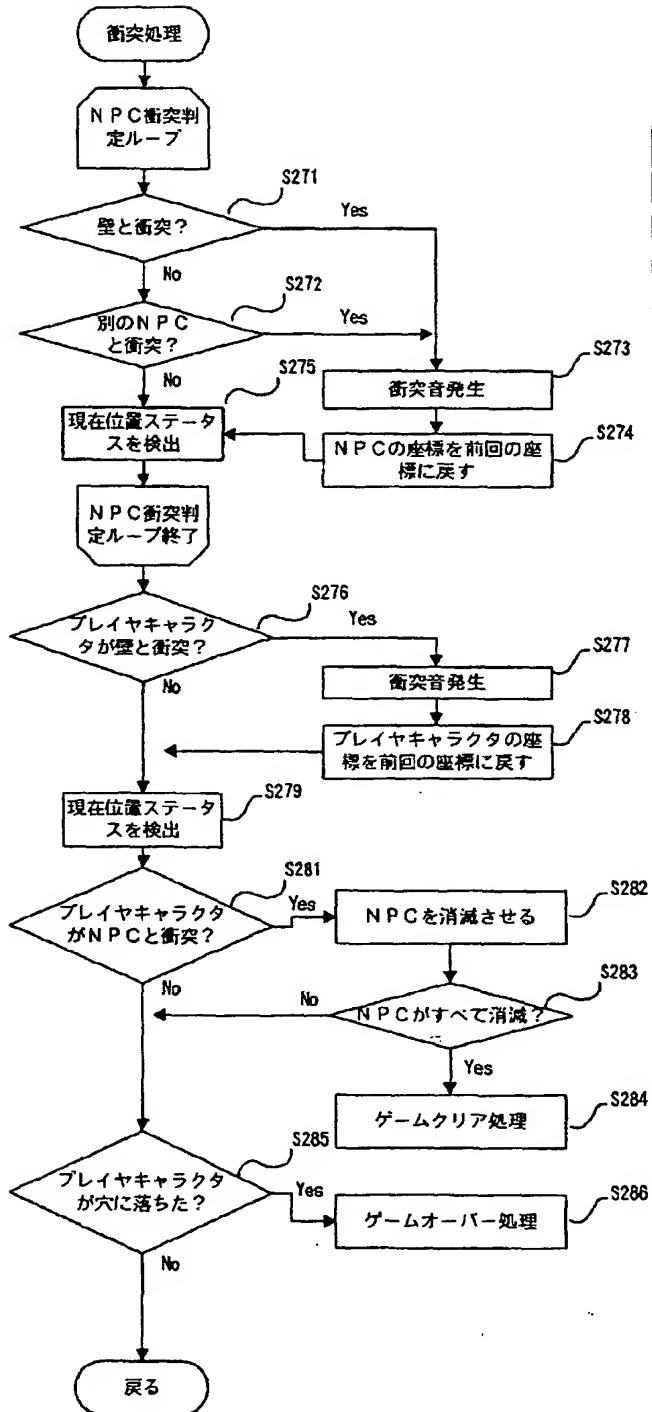 衝突処理
ＮＰＣ衝突判
定ループ
S271
壁と衝突？
Yes
No
S272
別のＮＰＣ
と衝突？
Yes
No
S273
衝突音発生
S275
現在位置ステータ
スを検出
S274
ＮＰＣの座標を前回の座
標に戻す
ＮＰＣ衝突判
定ループ終了
S276
プレイヤキャラク
タが壁と衝突？
Yes
No
S277
衝突音発生
S278
プレイヤキャラクタの座
標を前回の座標に戻す
S279
現在位置ステータ
スを検出
S281
プレイヤキャラクタ
がＮＰＣと衝突？
Yes
No
S282
ＮＰＣを消滅させる
S283
ＮＰＣがすべて消滅？
No
Yes
S284
ゲームクリア処理
S285
プレイヤキャラクタ
が穴に落ちた？
Yes
No
S286
ゲームオーバー処理
戻る